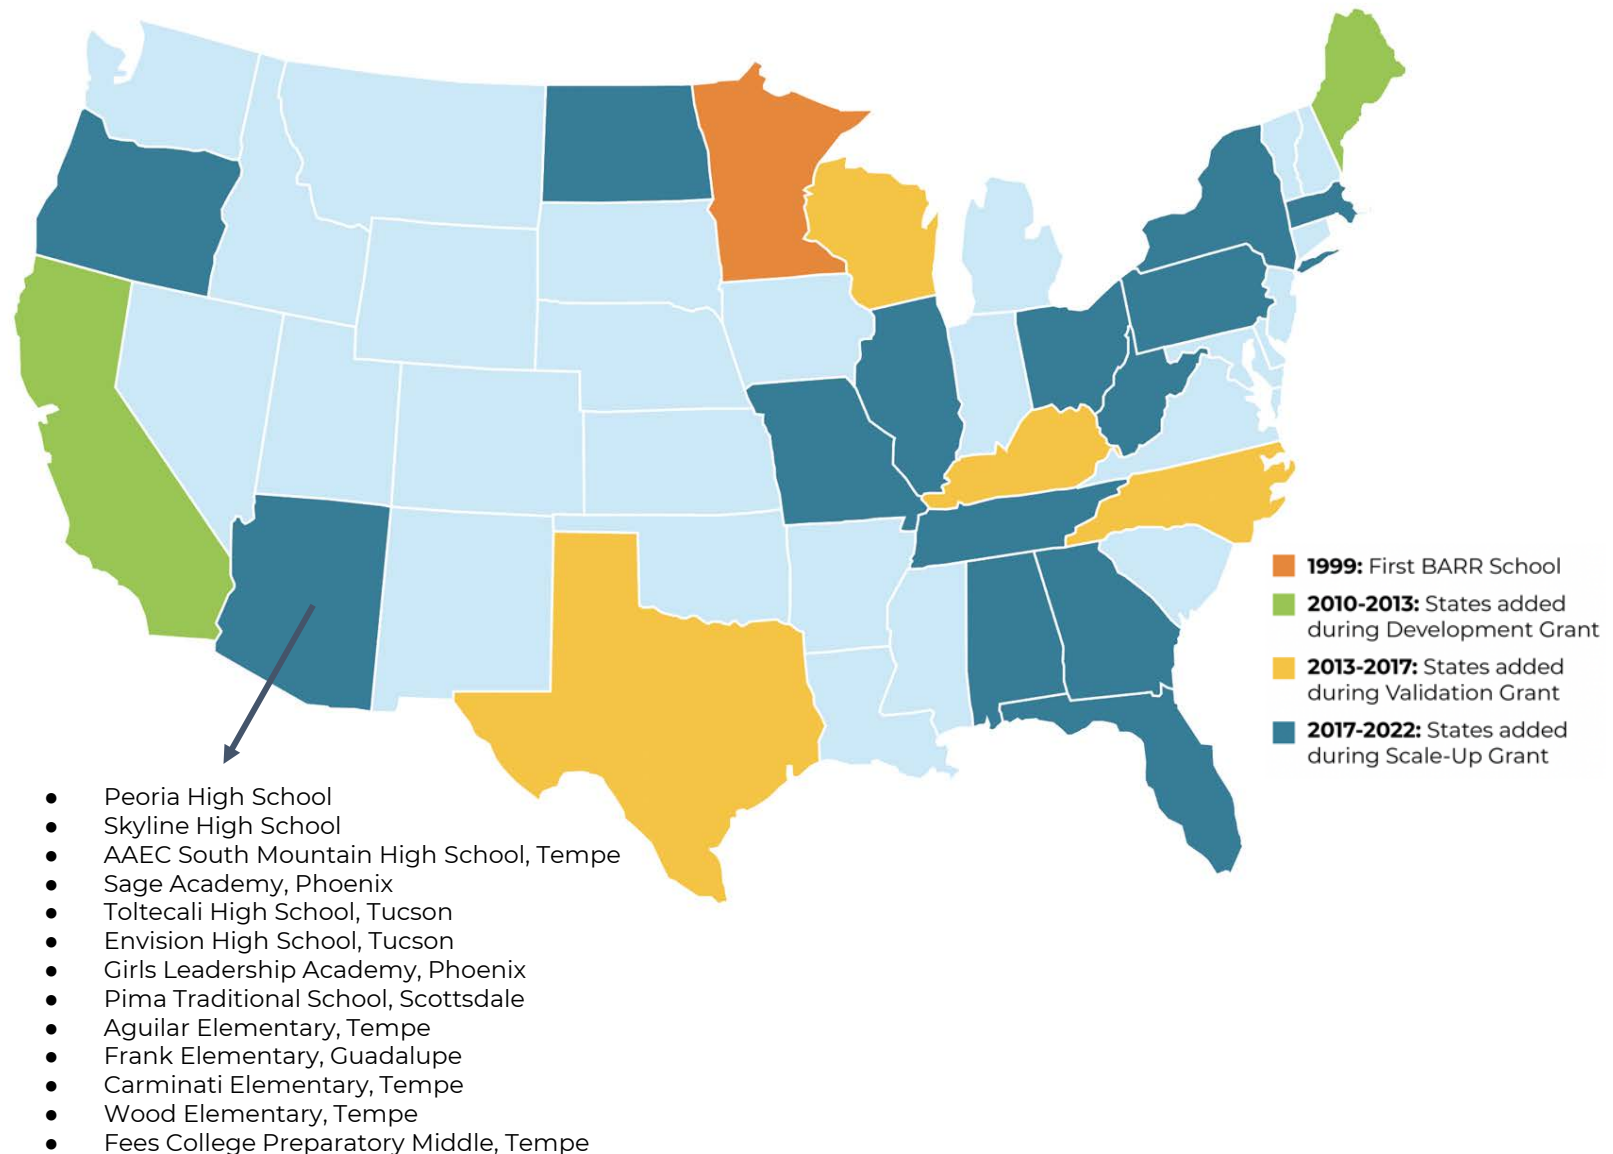 1999: First BARR School
2010-2013: States added
during Development Grant
2013-2017: States added
during Validation Grant
2017-2022: States added
during Scale-Up Grant
● Peoria High School
● Skyline High School
● AAEC South Mountain High School, Tempe
● Sage Academy, Phoenix
● Toltecali High School, Tucson
● Envision High School, Tucson
● Girls Leadership Academy, Phoenix
● Pima Traditional School, Scottsdale
● Aguilar Elementary, Tempe
● Frank Elementary, Guadalupe
● Carminati Elementary, Tempe
● Wood Elementary, Tempe
● Fees College Preparatory Middle, Tempe